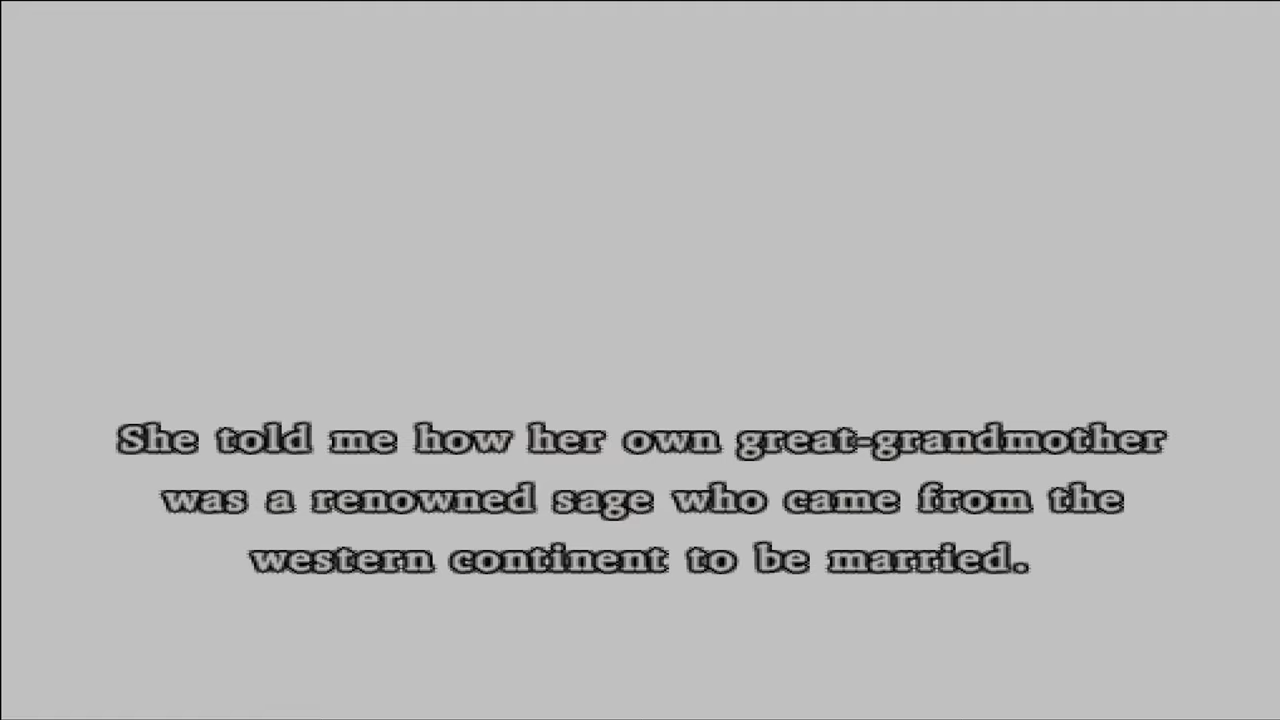 She told me how her own great-grandmother
was a renowned sage who came from the
western continent to be married.